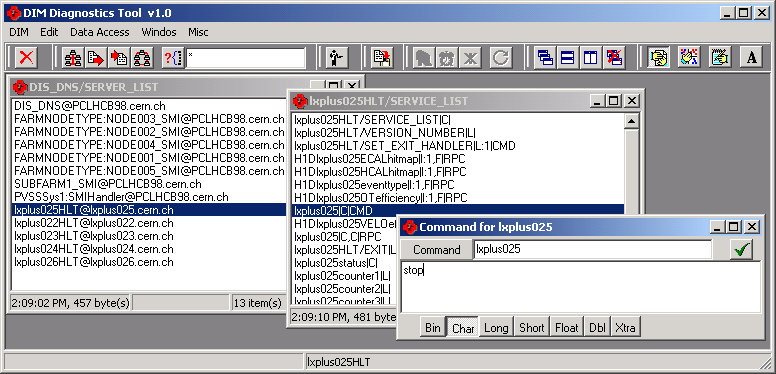 DIM Diagnostics Tool v1.0
DIM Edit Data Access Windos Misc
*
A
DIS_DNS/SERVER_LIST
DIS_DNS@PCLHCB98.cern.ch
FARMNODETYPE:NODE003_SMI@PCLHCB98.cern.ch
FARMNODETYPE:NODE002_SMI@PCLHCB98.cern.ch
FARMNODETYPE:NODE004_SMI@PCLHCB98.cern.ch
FARMNODETYPE:NODE001_SMI@PCLHCB98.cern.ch
FARMNODETYPE:NODE005_SMI@PCLHCB98.cern.ch
SUBFARM1_SMI@PCLHCB98.cern.ch
PVSSSys1:SMIHandler@PCLHCB98.cern.ch
lxplus025HLT@lxplus025.cern.ch
lxplus022HLT@lxplus022.cern.ch
lxplus023HLT@lxplus023.cern.ch
lxplus024HLT@lxplus024.cern.ch
lxplus026HLT@lxplus026.cern.ch
2:09:02 PM, 457 byte(s)
13 item(s)
lxplus025HLT/SERVICE_LIST
lxplus025HLT/SERVICE_LIST|C|
lxplus025HLT/VERSION_NUMBER|L|
lxplus025HLT/SET_EXIT_HANDLER|L:1|CMD
H1Dlxplus025ECALhitmap|I:1,F|RPC
H1Dlxplus025HCALhitmap|I:1,F|RPC
H1Dlxplus025eventtype|I:1,F|RPC
H1Dlxplus025OTefficiency|I:1,F|RPC
lxplus025|C|CMD
H1Dlxplus025VELOel
lxplus025|C,C|RPC
lxplus025HLT/EXIT|L
lxplus025status|C|
lxplus025counter1|L|
lxplus025counter2|L|
lxplus025counter3|L|
2:09:10 PM, 481 byte(s)
Command for lxplus025
Command lxplus025
stop
Bin Char Long Short Float Dbl Xtra
lxplus025HLT